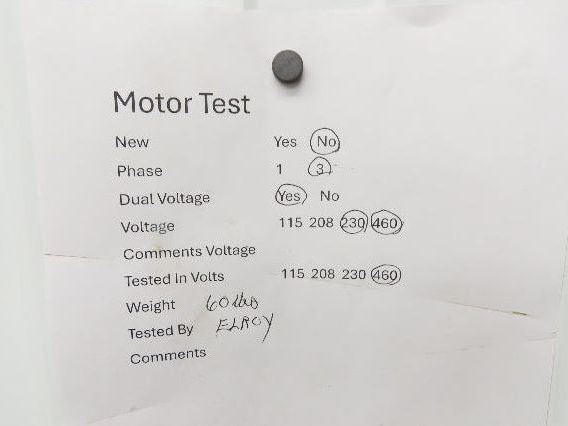 Motor Test
New Yes No
Phase 1 3
Dual Voltage Yes No
Voltage 115 208 230 460
Comments Voltage
Tested in Volts 115 208 230 460
Weight 60 lbs
Tested By ELROY
Comments